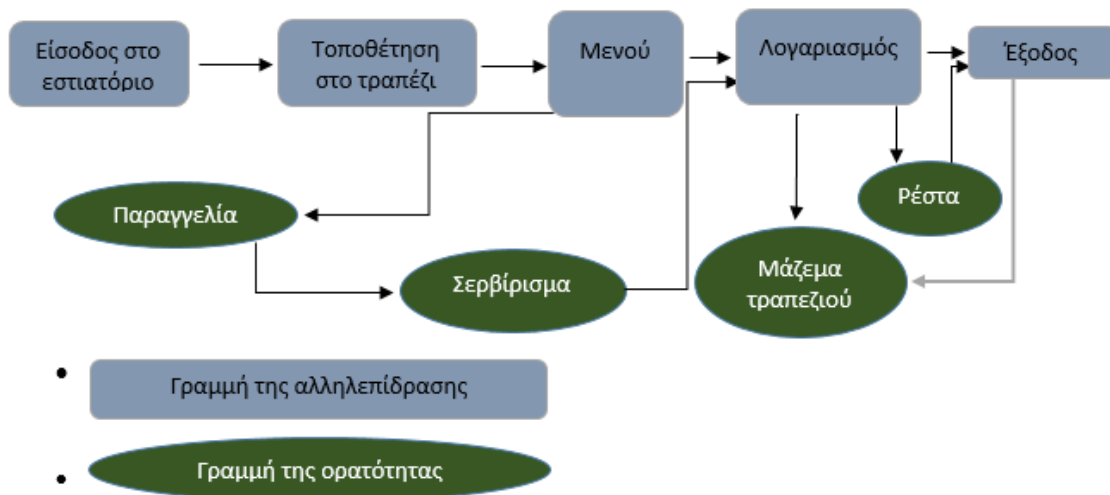 Είσοδος στο
εστιατόριο
Τοποθέτηση
στο τραπέζι
Μενού
Λογαριασμός
Έξοδος
Παραγγελία
Σερβίρισμα
Μάζεμα
τραπεζιού
Ρέστα
Γραμμή της αλληλεπίδρασης
Γραμμή της ορατότητας